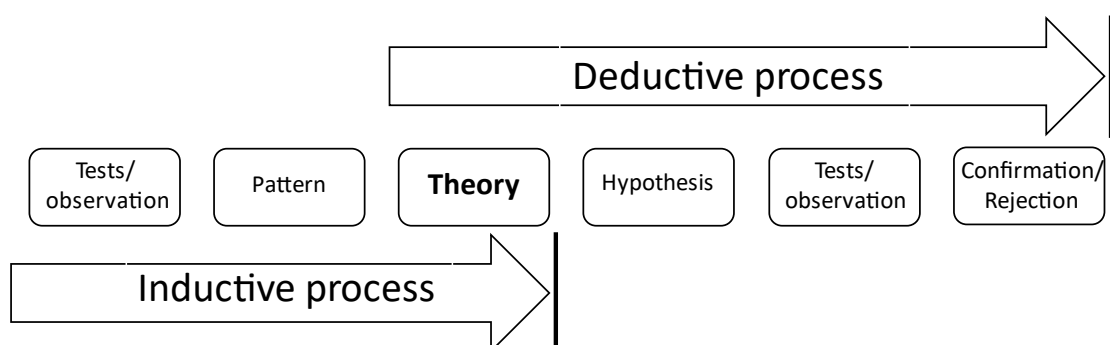 Deductive process
Tests/
observation
Pattern
Theory
Hypothesis
Tests/
observation
Confirmation/
Rejection
Inductive process